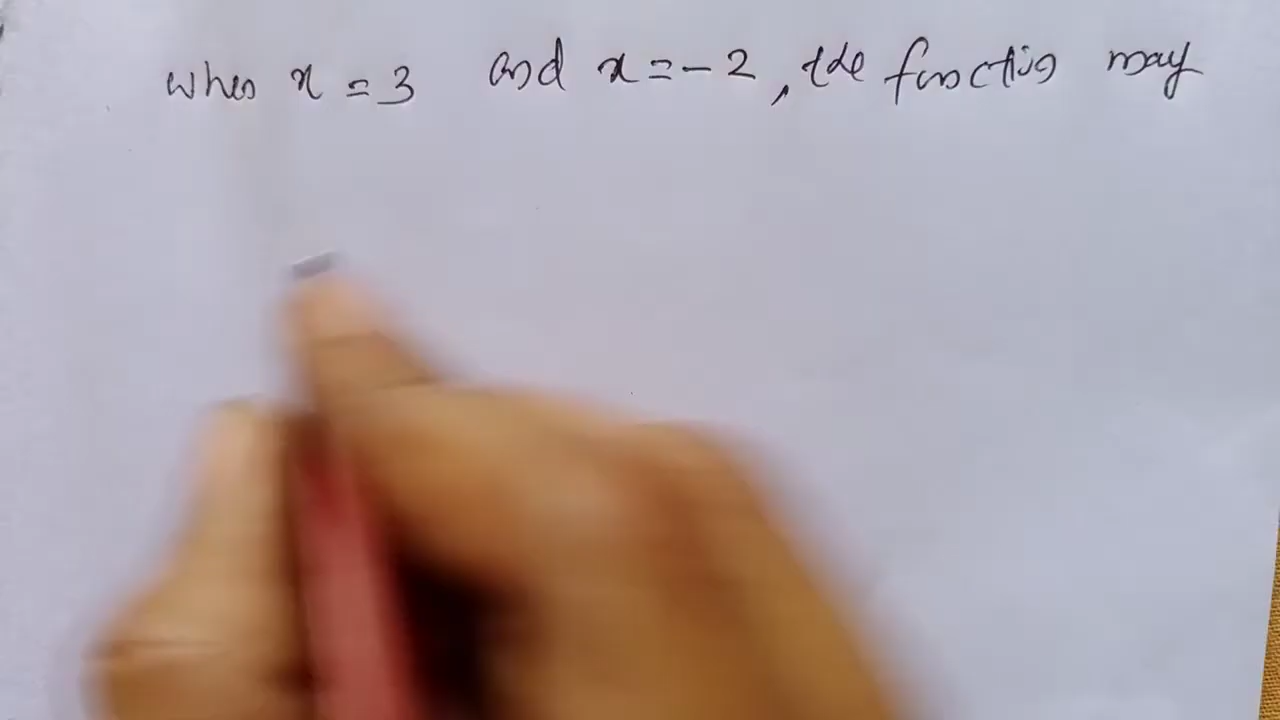 when x = 3 and x = - 2 , the function may